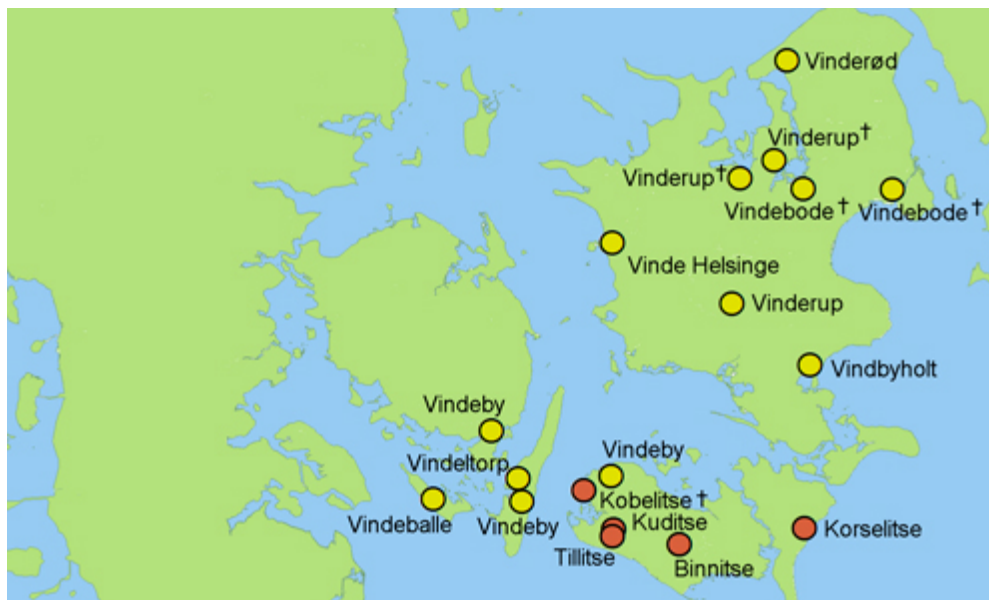 Vinderød
Vinderup†
Vinderup†
Vindebode†
Vindebode†
Vinde Helsinge
Vinderup
Vindbyholt
Vindeby
Vindeby
Vindeltorp
Kobelitse†
Kuditse
Vindeballe
Vindeby
Korselitse
Tillitse
Binnitse